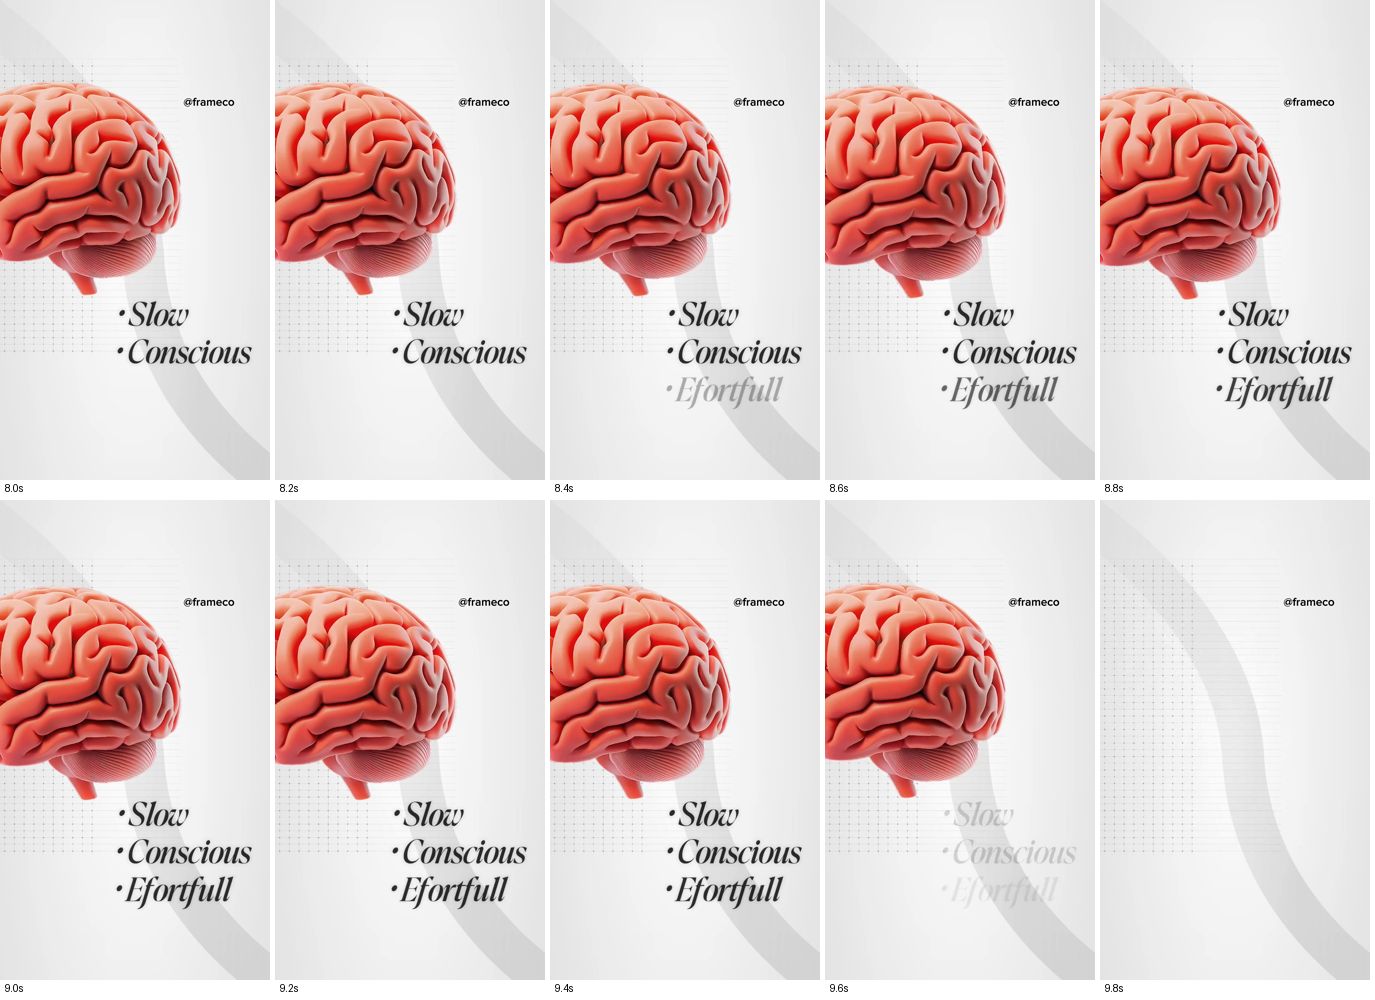 @frameco
• Slow
• Conscious
8.0s
@frameco
• Slow
• Conscious
8.2s
@frameco
• Slow
• Conscious
• Efortfull
8.4s
@frameco
• Slow
• Conscious
• Efortfull
8.6s
@frameco
• Slow
• Conscious
• Efortfull
8.8s
@frameco
• Slow
• Conscious
• Efortfull
9.0s
@frameco
• Slow
• Conscious
• Efortfull
9.2s
@frameco
• Slow
• Conscious
• Efortfull
9.4s
@frameco
• Slow
• Conscious
• Efortfull
9.6s
@frameco
9.8s